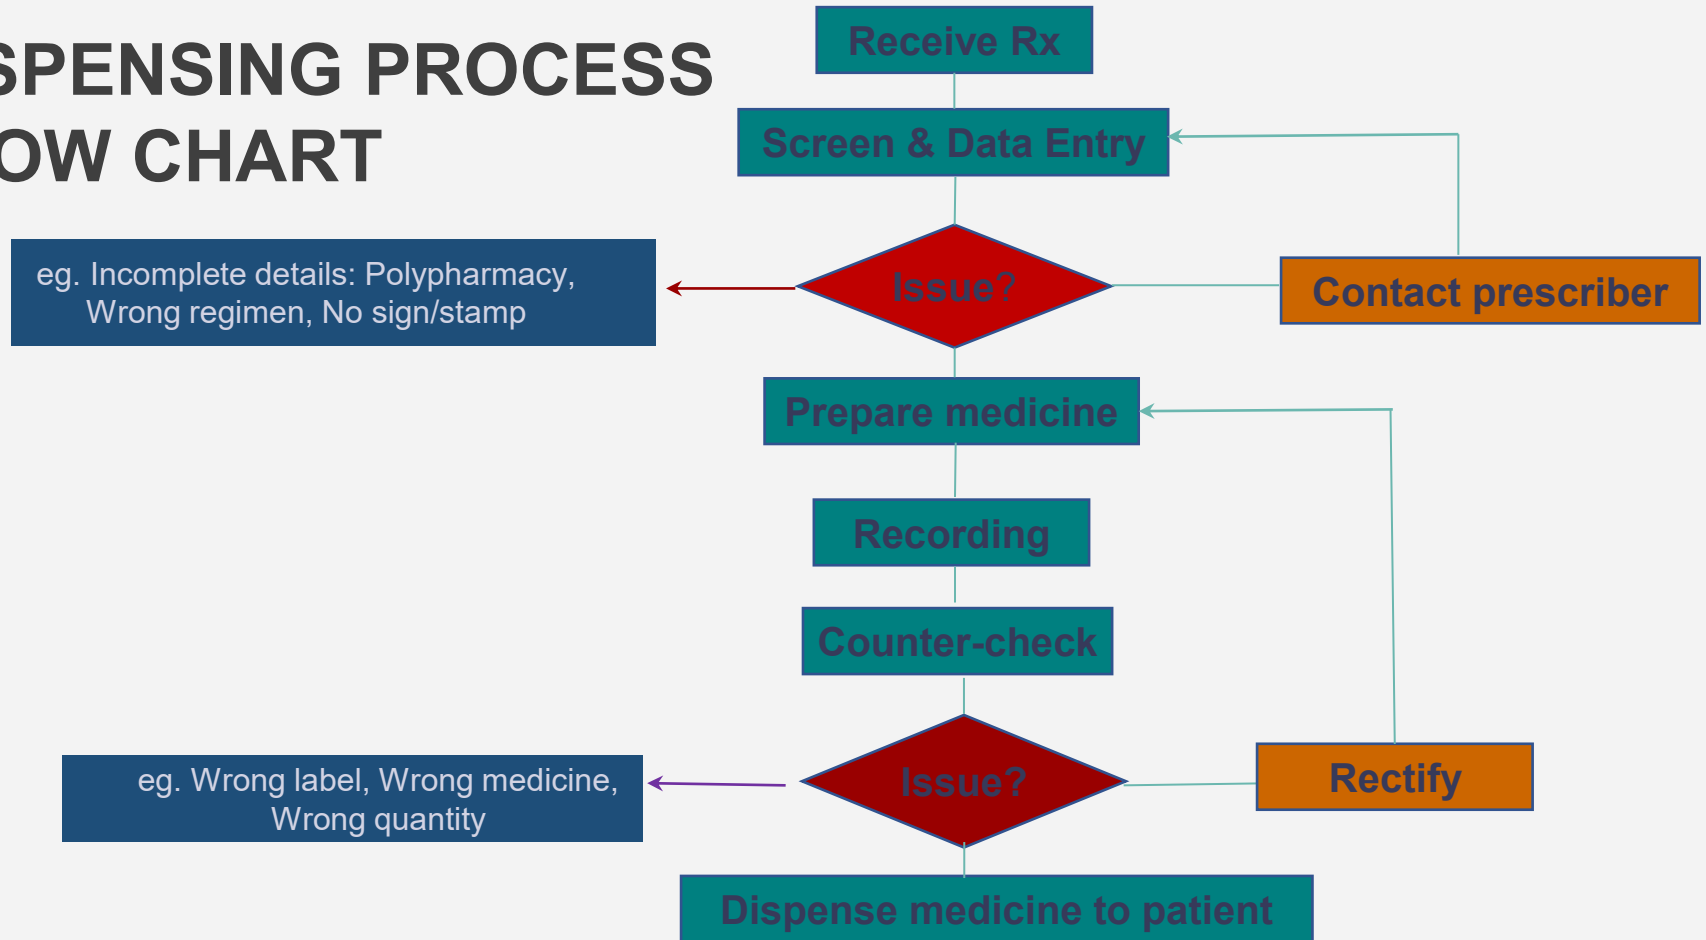 SPENSING PROCESS
OW CHART
Receive Rx
Screen & Data Entry
eg. Incomplete details: Polypharmacy,
Wrong regimen, No sign/stamp
Issue?
Contact prescriber
Prepare medicine
Recording
Counter-check
eg. Wrong label, Wrong medicine,
Wrong quantity
Issue?
Rectify
Dispense medicine to patient